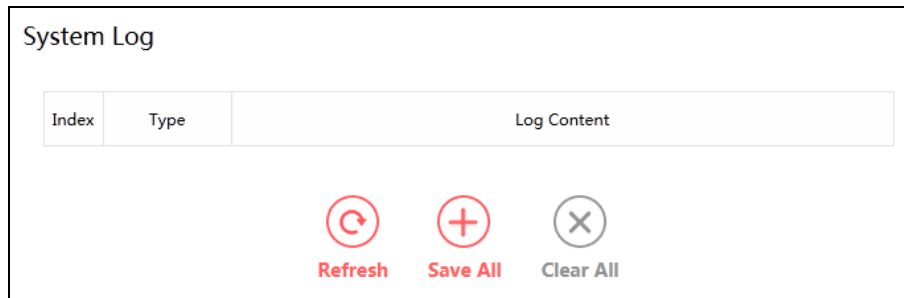 System Log
Index Type Log Content
Refresh Save All Clear All